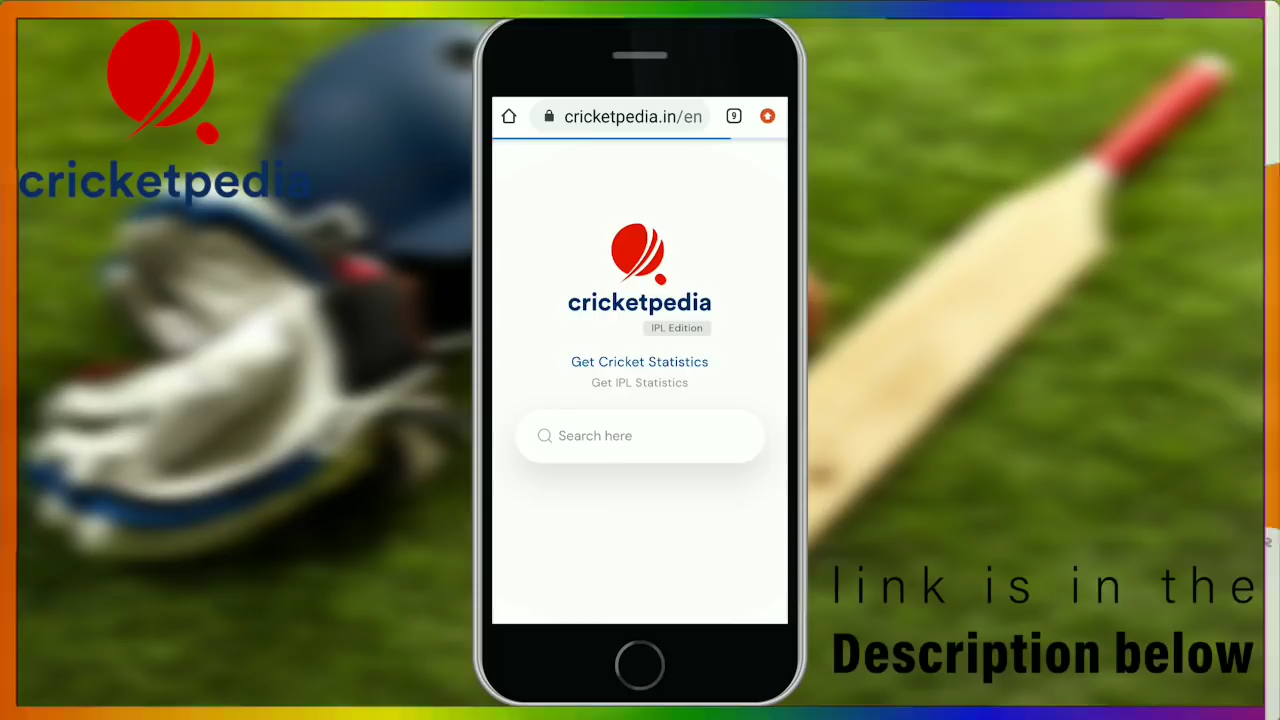 cricketpedia
cricketpedia.in/en
9
cricketpedia
IPL Edition
Get Cricket Statistics
Get IPL Statistics
Search here
link is in the
Description below